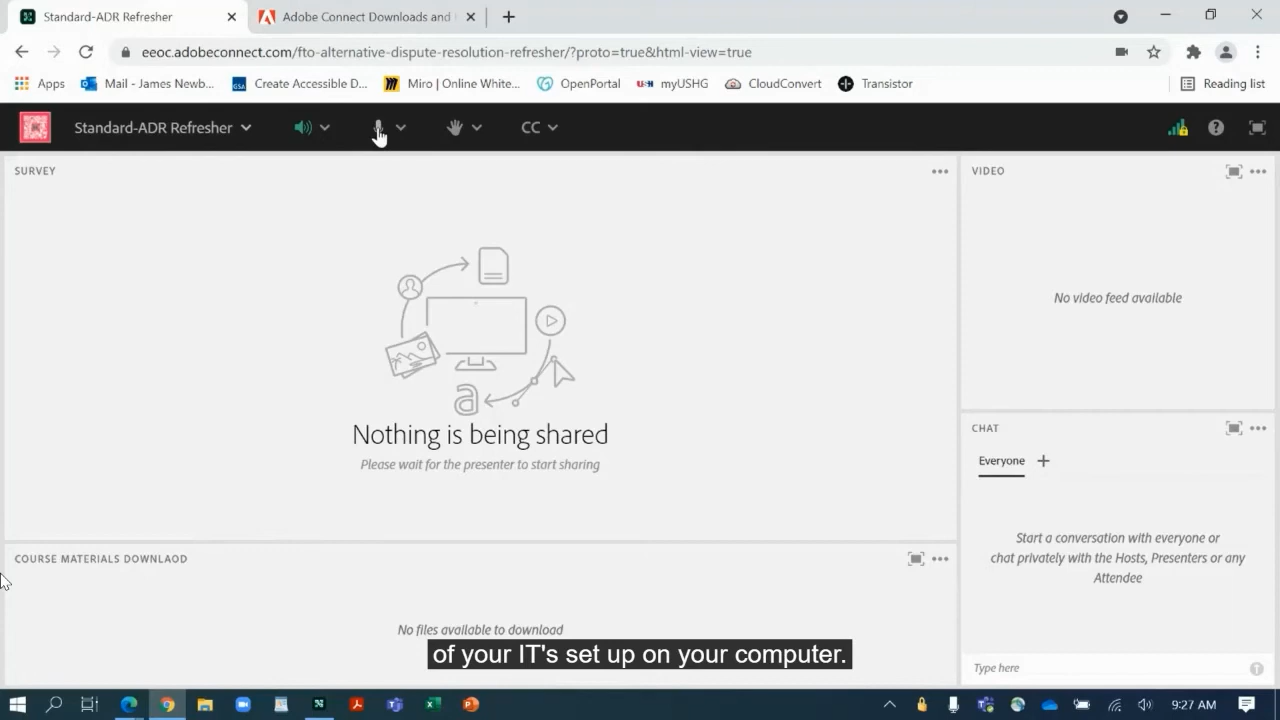 Standard-ADR Refresher
Adobe Connect Downloads and
eeoc.adobeconnect.com/fto-alternative-dispute-resolution-refresher/?proto=true&html-view=true
Apps
Mail - James Newb...
GSA
Create Accessible D...
Miro | Online White...
OpenPortal
USH
myUSHG
CloudConvert
Transistor
Reading list
Standard-ADR Refresher
CC
SURVEY
a
Nothing is being shared
Please wait for the presenter to start sharing
VIDEO
No video feed available
CHAT
Everyone
Start a conversation with everyone or
chat privately with the Hosts, Presenters or any
Attendee
Type here
COURSE MATERIALS DOWNLAOD
No files available to download
of your IT's set up on your computer.
9:27 AM